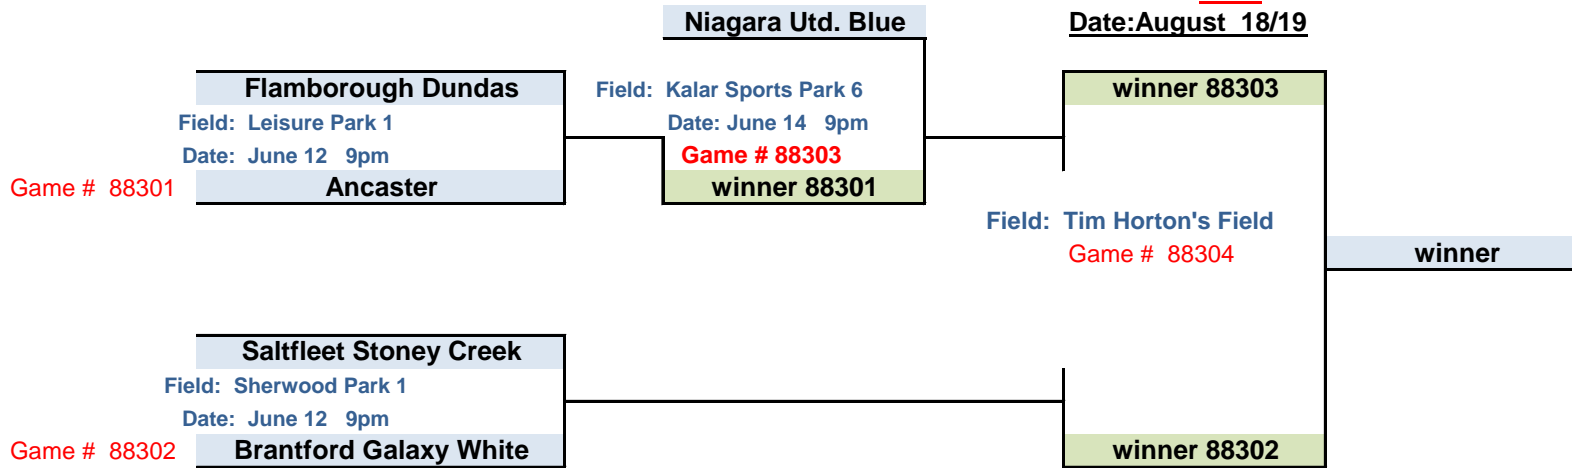 Niagara Utd. Blue
Date:August 18/19
Flamborough Dundas
Field: Kalar Sports Park 6
winner 88303
Field: Leisure Park 1
Date: June 14 9pm
Date: June 12 9pm
Game # 88303
Game # 88301
Ancaster
winner 88301
Field: Tim Horton's Field
Game # 88304
winner
Saltfleet Stoney Creek
Field: Sherwood Park 1
Date: June 12 9pm
Game # 88302
Brantford Galaxy White
winner 88302